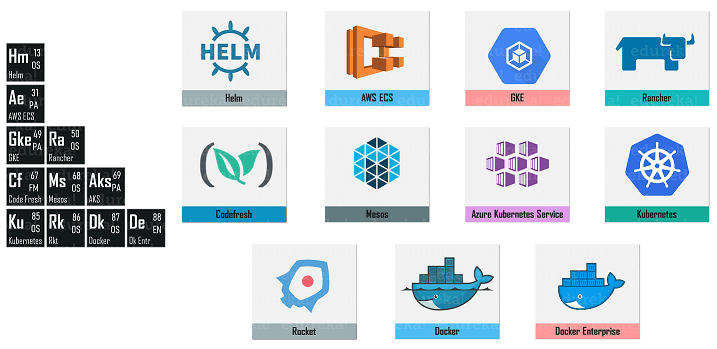 Hm 13
OS
Helm
Ae 31
PA
AWS ECS
Gke 49
PA
GKE
Ra 50
OS
Rancher
Cf 67
FM
Code Fresh
Ms 68
OS
Mesos
Aks 69
PA
AKS
Ku 85
OS
Kubernetes
Rk 86
OS
Rkt
Dk 87
OS
Docker
De 88
EN
Dk Entr
HELM
Helm
AWS ECS
GKE
Rancher
Codefresh
Mesos
Azure Kubernetes Service
Kubernetes
Rocket
Docker
Docker Enterprise
edureka!